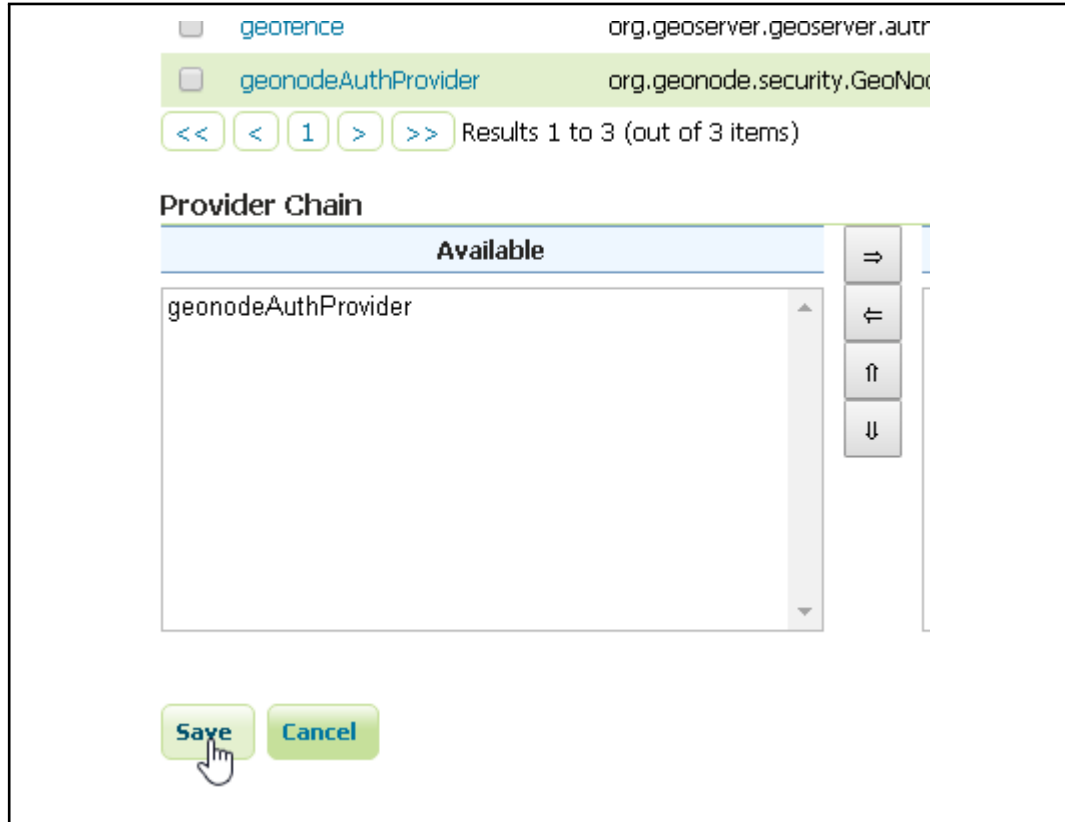 geofence org.geoserver.geoserver.auth
geonodeAuthProvider org.geonode.security.GeoNod
<< < 1 > >> Results 1 to 3 (out of 3 items)
Provider Chain
Available ⇒
geonodeAuthProvider ⇐
⇑
⇓
Save Cancel